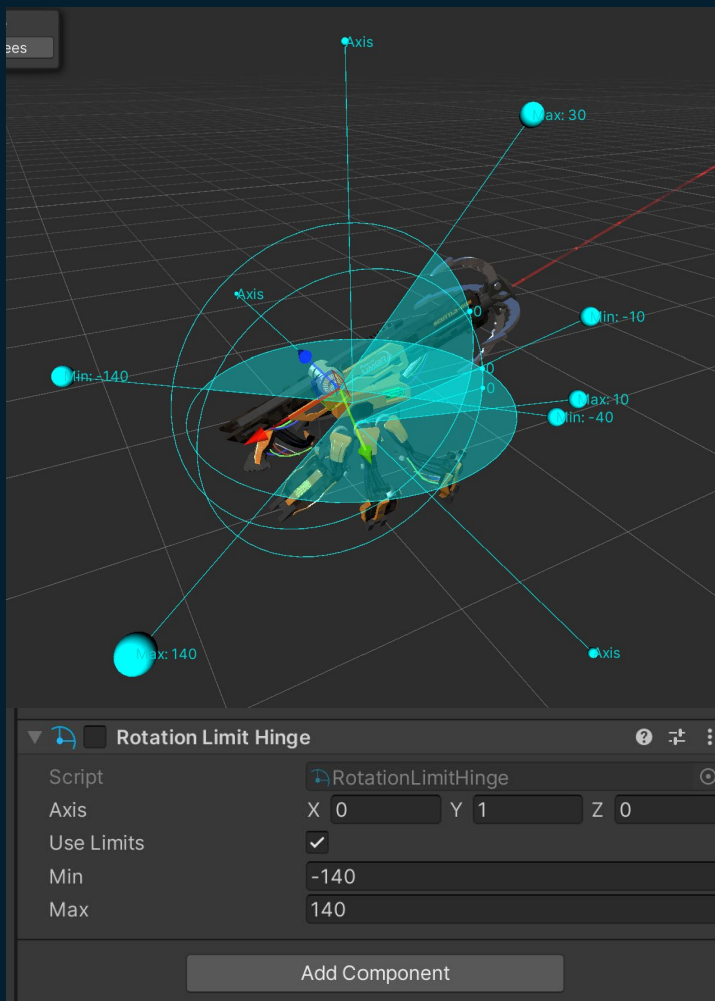 ees
Axis
Max: 30
Axis
0
Min: -10
Min: -140
0
0
Max: 10
Min: -40
Max: 140
Axis
Rotation Limit Hinge
Script RotationLimitHinge
Axis X 0 Y 1 Z 0
Use Limits
Min -140
Max 140
Add Component